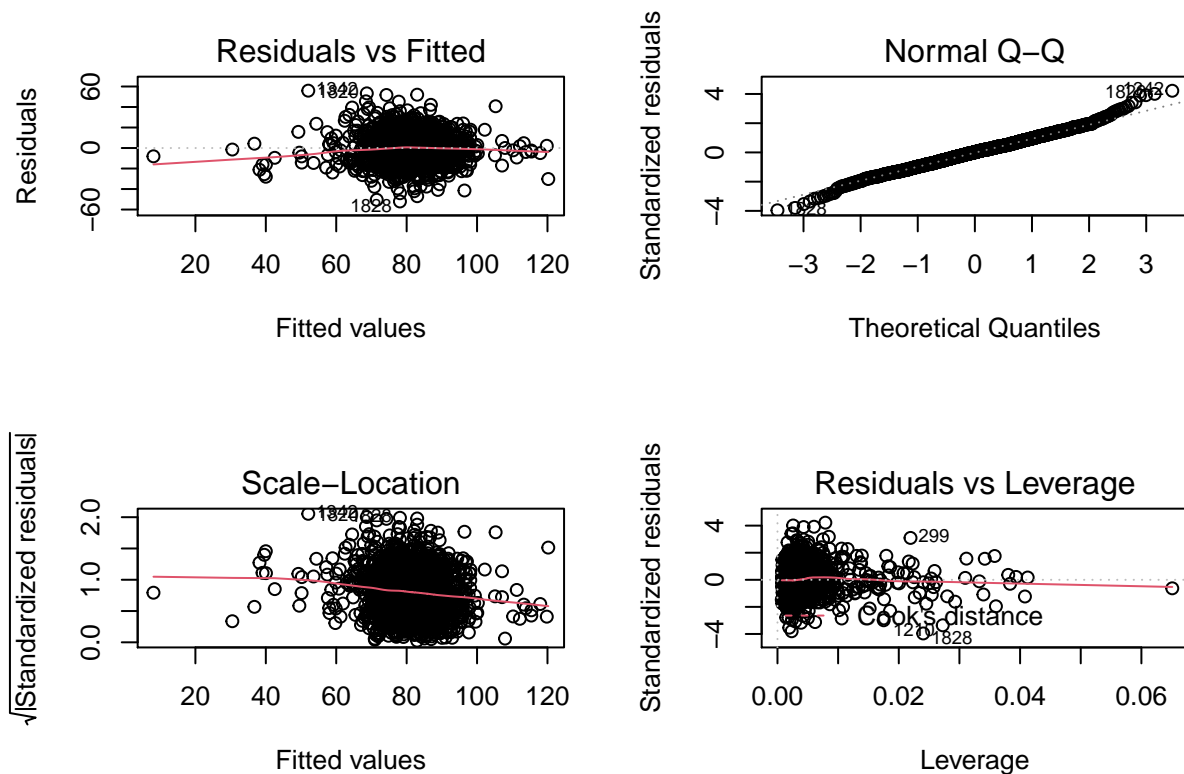 Residuals vs Fitted
Residuals
60
0
−60
1342
1828
20 40 60 80 100 120
Fitted values
Normal Q−Q
Standardized residuals
4
0
−4
−3 −2 −1 0 1 2 3
Theoretical Quantiles
Scale−Location
√|Standardized residuals|
2.0
1.0
0.0
20 40 60 80 100 120
Fitted values
Residuals vs Leverage
Standardized residuals
4
0
−4
299
Cook's distance
1828
0.00 0.02 0.04 0.06
Leverage